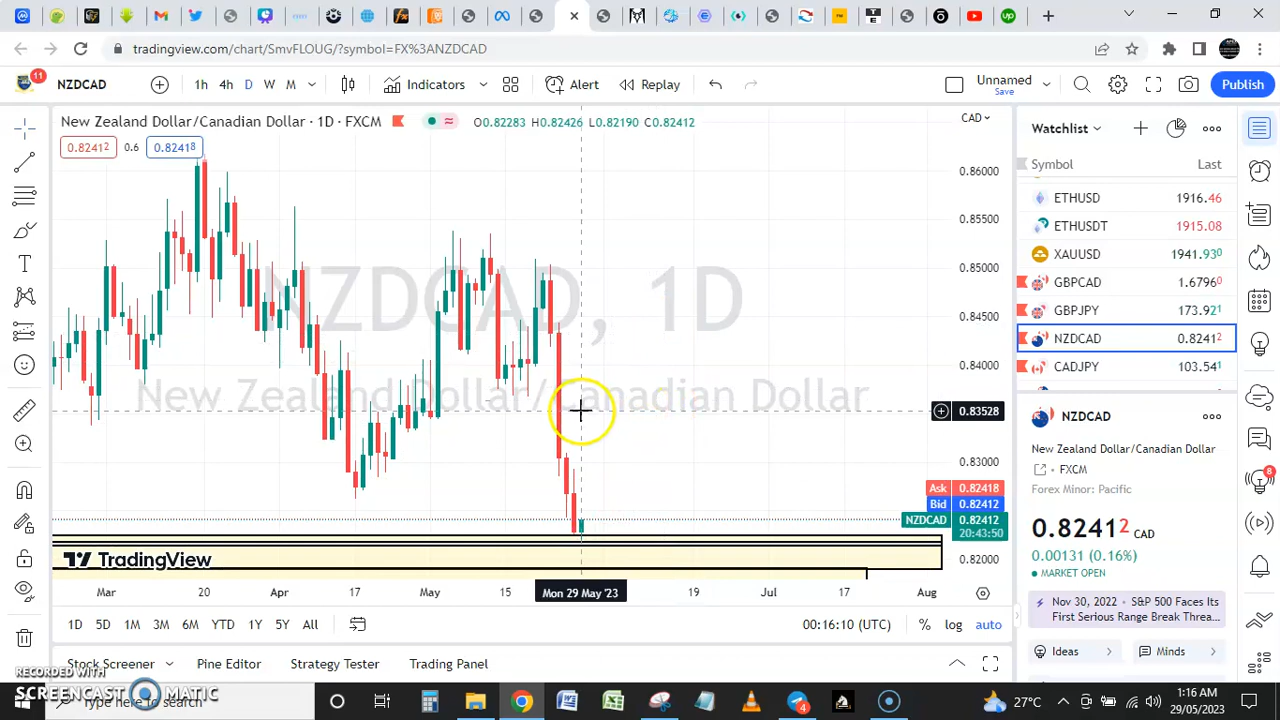 tradingview.com/chart/SmvFLOUG/?symbol=FX%3ANZDCAD
11
NZDCAD
1h 4h D W M
Indicators
Alert
Replay
Unnamed
Save
Publish
New Zealand Dollar/Canadian Dollar · 1D · FXCM
O0.82283 H0.82426 L0.82190 C0.82412
CAD
0.82412
0.6
0.82418
NZDCAD, 1D
New Zealand Dollar/Canadian Dollar
0.86000
0.85500
0.85000
0.84500
0.84000
0.83528
0.83000
Ask 0.82418
Bid 0.82412
NZDCAD 0.82412
20:43:50
0.82000
TradingView
Mar 20 Apr 17 May 15 Mon 29 May '23 19 Jul 17 Aug
1D 5D 1M 3M 6M YTD 1Y 5Y All
00:16:10 (UTC)
% log auto
Stock Screener
Pine Editor
Strategy Tester
Trading Panel
Watchlist
Symbol Last
ETHUSD 1916.46
ETHUSDT 1915.08
XAUUSD 1941.930
GBPCAD 1.67960
GBPJPY 173.921
NZDCAD 0.82412
CADJPY 103.541
NZDCAD
New Zealand Dollar/Canadian Dollar
FXCM
Forex Minor: Pacific
0.82412 CAD
0.00131 (0.16%)
MARKET OPEN
Nov 30, 2022 · S&P 500 Faces Its
First Serious Range Break Threa...
Ideas
Minds
8
RECORDED WITH
SCREENCAST MATIC
Type here to search
4
27°C
1:16 AM
29/05/2023